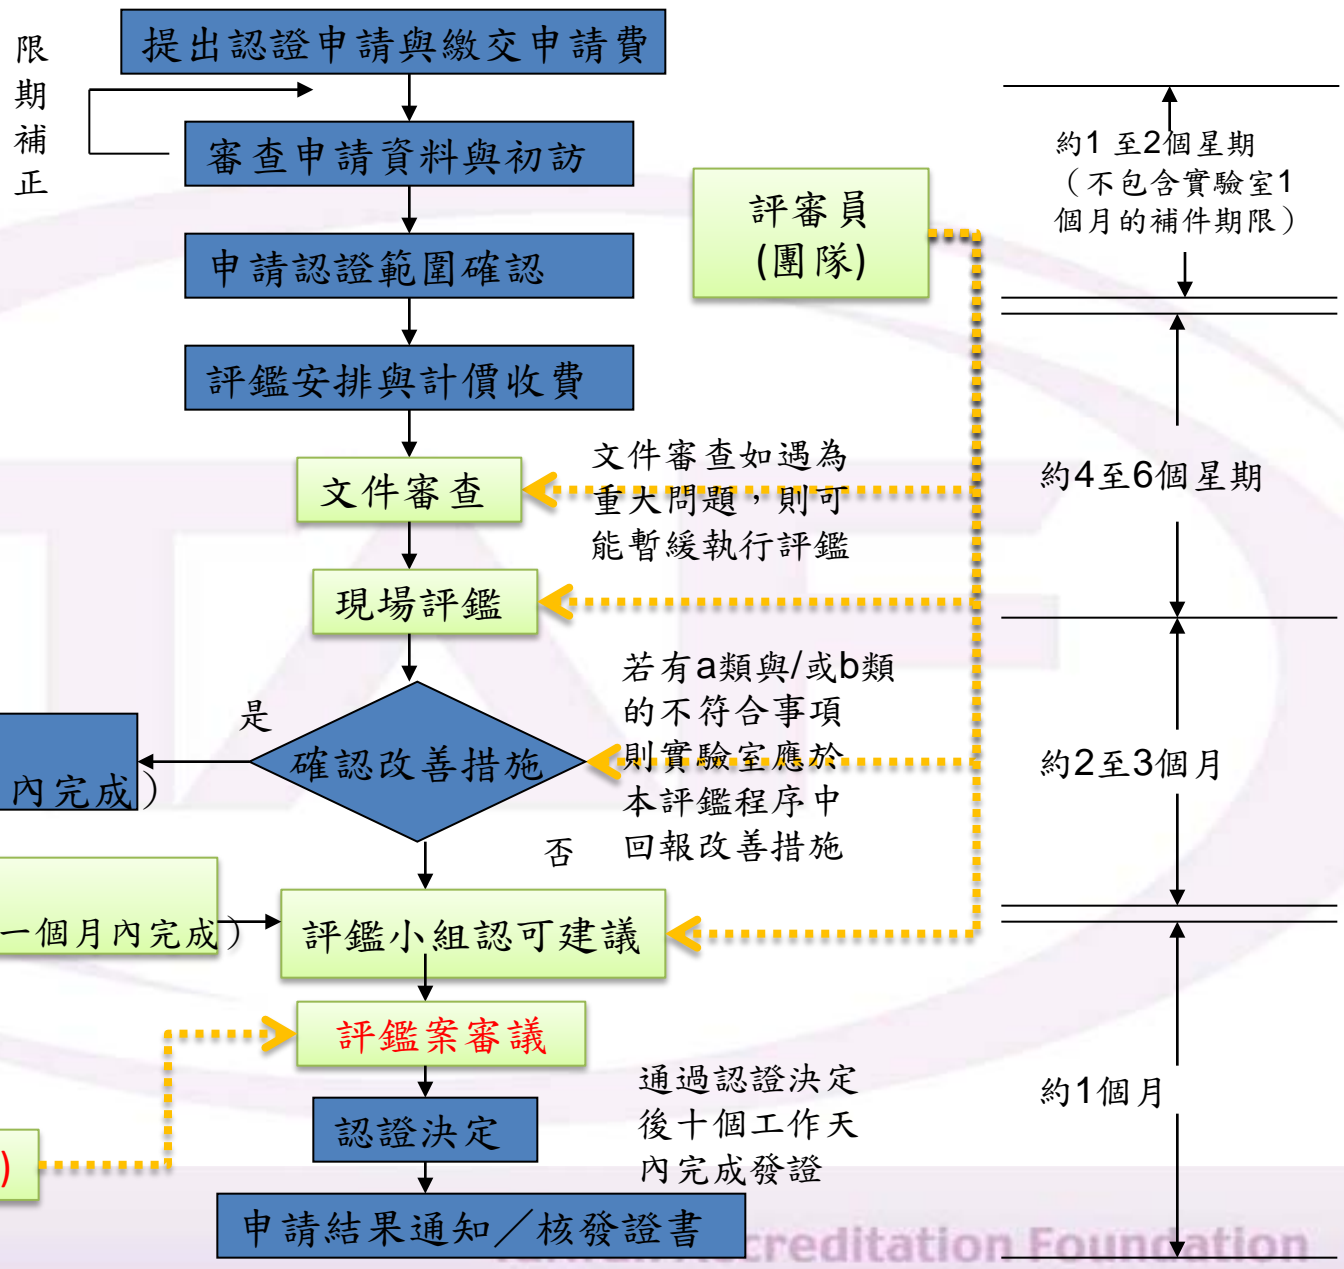 限
期
補
正
提出認證申請與繳交申請費
審查申請資料與初訪
申請認證範圍確認
評鑑安排與計價收費
評審員
(團隊)
約1 至2個星期
（不包含實驗室1
個月的補件期限）
文件審查
文件審查如遇為
重大問題，則可
能暫緩執行評鑑
約4至6個星期
現場評鑑
若有a類與/或b類
的不符合事項
則實驗室應於
本評鑑程序中
回報改善措施
是
確認改善措施
內完成）
否
約2至3個月
一個月內完成）
評鑑小組認可建議
評鑑案審議
通過認證決定
後十個工作天
內完成發證
約1個月
認證決定
)
申請結果通知／核發證書
creditation Foundation
TAF